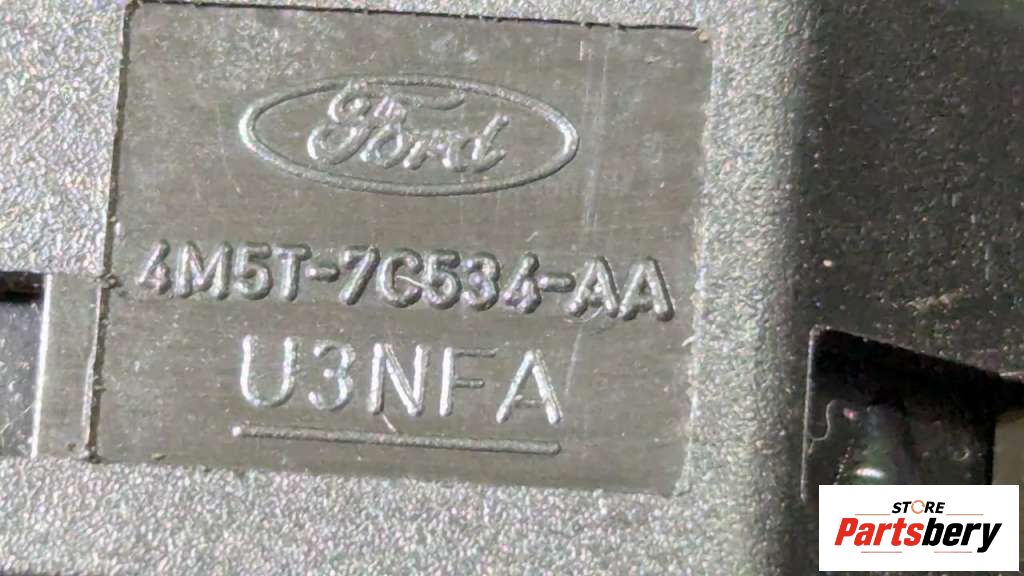 Ford
4M5T-7C534-AA
U3NFA
STORE
Partsbery